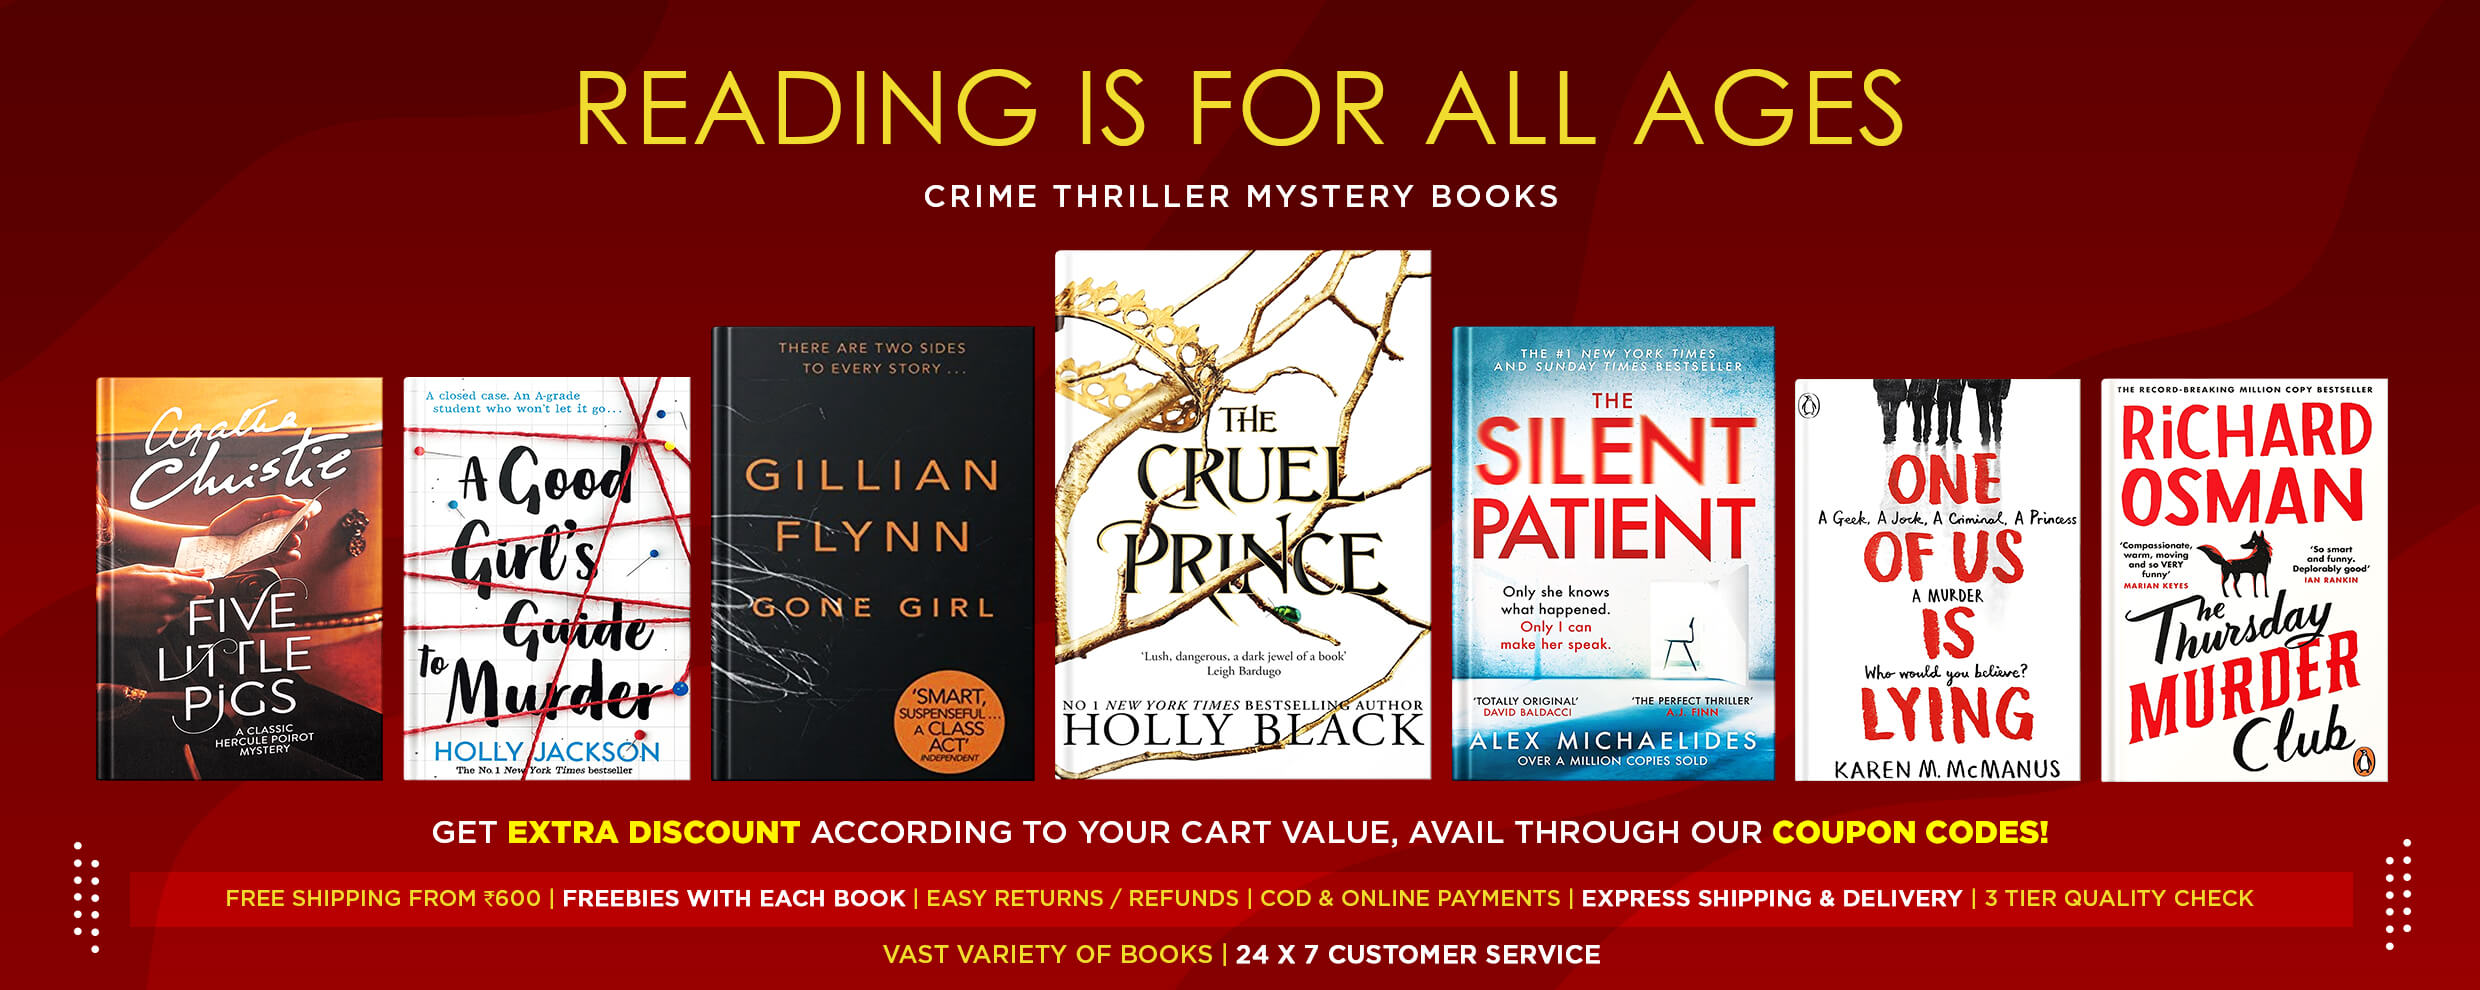 READING IS FOR ALL AGES
CRIME THRILLER MYSTERY BOOKS
Agatha
Christie
FIVE
LITTLE
PIGS
A CLASSIC
HERCULE POIROT
MYSTERY
A closed case. An A-grade
student who won't let it go...
A Good
Girl's
Guide
to
Murder
HOLLY JACKSON
The No.1 New York Times bestseller
THERE ARE TWO SIDES
TO EVERY STORY ...
GILLIAN
FLYNN
GONE GIRL
'SMART,
SUSPENSEFUL...
A CLASS
ACT'
INDEPENDENT
THE
CRUEL
PRINCE
'Lush, dangerous, a dark jewel of a book'
Leigh Bardugo
NO 1 NEW YORK TIMES BESTSELLING AUTHOR
HOLLY BLACK
THE #1 NEW YORK TIMES
AND SUNDAY TIMES BESTSELLER
THE
SILENT
PATIENT
Only she knows
what happened.
Only I can
make her speak.
'TOTALLY ORIGINAL'
DAVID BALDACCI
'THE PERFECT THRILLER'
A.J. FINN
ALEX MICHAELIDES
OVER A MILLION COPIES SOLD
ONE
A Geek, A Jock, A Criminal, A Princess
OF US
A MURDER
IS
Who would you believe?
LYING
KAREN M. McMANUS
THE RECORD-BREAKING MILLION COPY BESTSELLER
RiCHARD
OSMAN
'Compassionate,
warm, moving
and so VERY
funny'
MARIAN KEYES
'So smart
and funny.
Deplorably good'
IAN RANKIN
The
Thursday
MURDER
Club
GET EXTRA DISCOUNT ACCORDING TO YOUR CART VALUE, AVAIL THROUGH OUR COUPON CODES!
FREE SHIPPING FROM ₹600 | FREEBIES WITH EACH BOOK | EASY RETURNS / REFUNDS | COD & ONLINE PAYMENTS | EXPRESS SHIPPING & DELIVERY | 3 TIER QUALITY CHECK
VAST VARIETY OF BOOKS | 24 X 7 CUSTOMER SERVICE